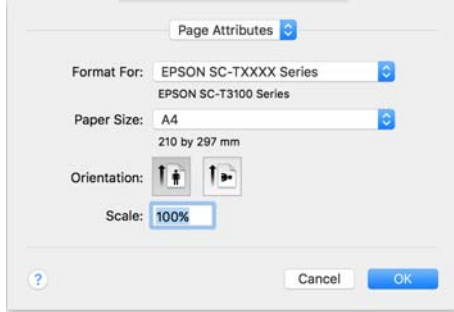 Page Attributes
Format For: EPSON SC-TXXXX Series
EPSON SC-T3100 Series
Paper Size: A4
210 by 297 mm
Orientation:
Scale: 100%
? Cancel OK